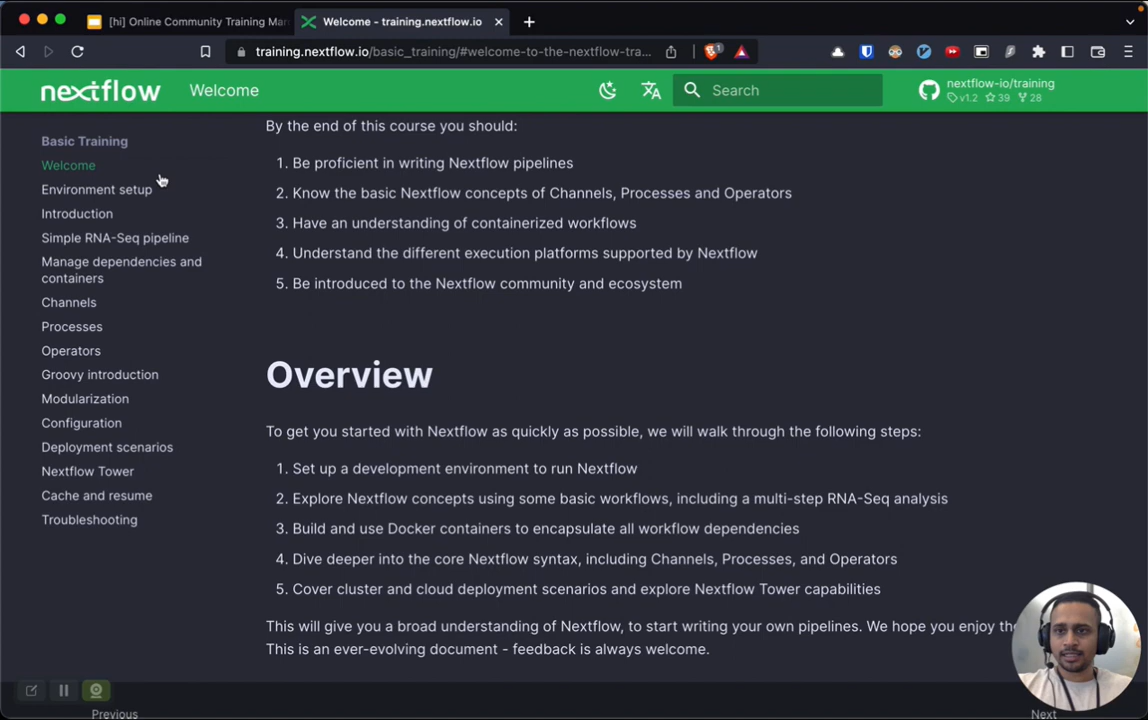 [hi] Online Community Training Mar
Welcome - training.nextflow.io
training.nextflow.io/basic_training/#welcome-to-the-nextflow-tra...
1
nextflow
Welcome
Search
nextflow-io/training
v1.2 39 28
Basic Training
Welcome
Environment setup
Introduction
Simple RNA-Seq pipeline
Manage dependencies and
containers
Channels
Processes
Operators
Groovy introduction
Modularization
Configuration
Deployment scenarios
Nextflow Tower
Cache and resume
Troubleshooting
By the end of this course you should:
1. Be proficient in writing Nextflow pipelines
2. Know the basic Nextflow concepts of Channels, Processes and Operators
3. Have an understanding of containerized workflows
4. Understand the different execution platforms supported by Nextflow
5. Be introduced to the Nextflow community and ecosystem
Overview
To get you started with Nextflow as quickly as possible, we will walk through the following steps:
1. Set up a development environment to run Nextflow
2. Explore Nextflow concepts using some basic workflows, including a multi-step RNA-Seq analysis
3. Build and use Docker containers to encapsulate all workflow dependencies
4. Dive deeper into the core Nextflow syntax, including Channels, Processes, and Operators
5. Cover cluster and cloud deployment scenarios and explore Nextflow Tower capabilities
This will give you a broad understanding of Nextflow, to start writing your own pipelines. We hope you enjoy the
This is an ever-evolving document - feedback is always welcome.
Previous
Next